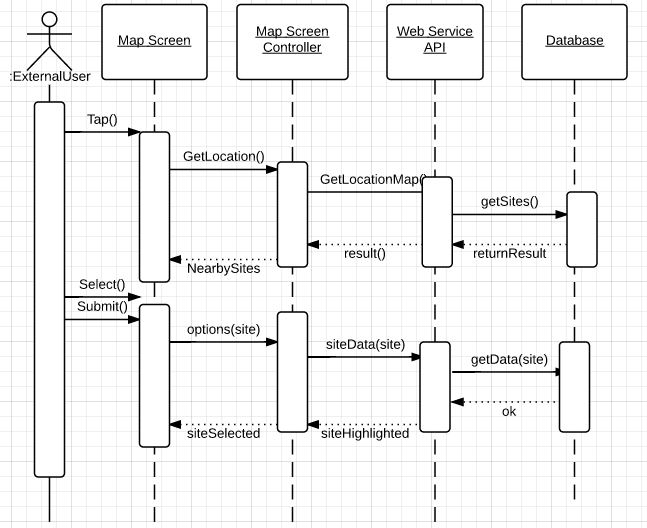 Map Screen
Map Screen
Controller
Web Service
API
Database
:ExternalUser
Tap()
GetLocation()
GetLocationMap()
getSites()
result()
returnResult
NearbySites
Select()
Submit()
options(site)
siteData(site)
getData(site)
ok
siteSelected
siteHighlighted